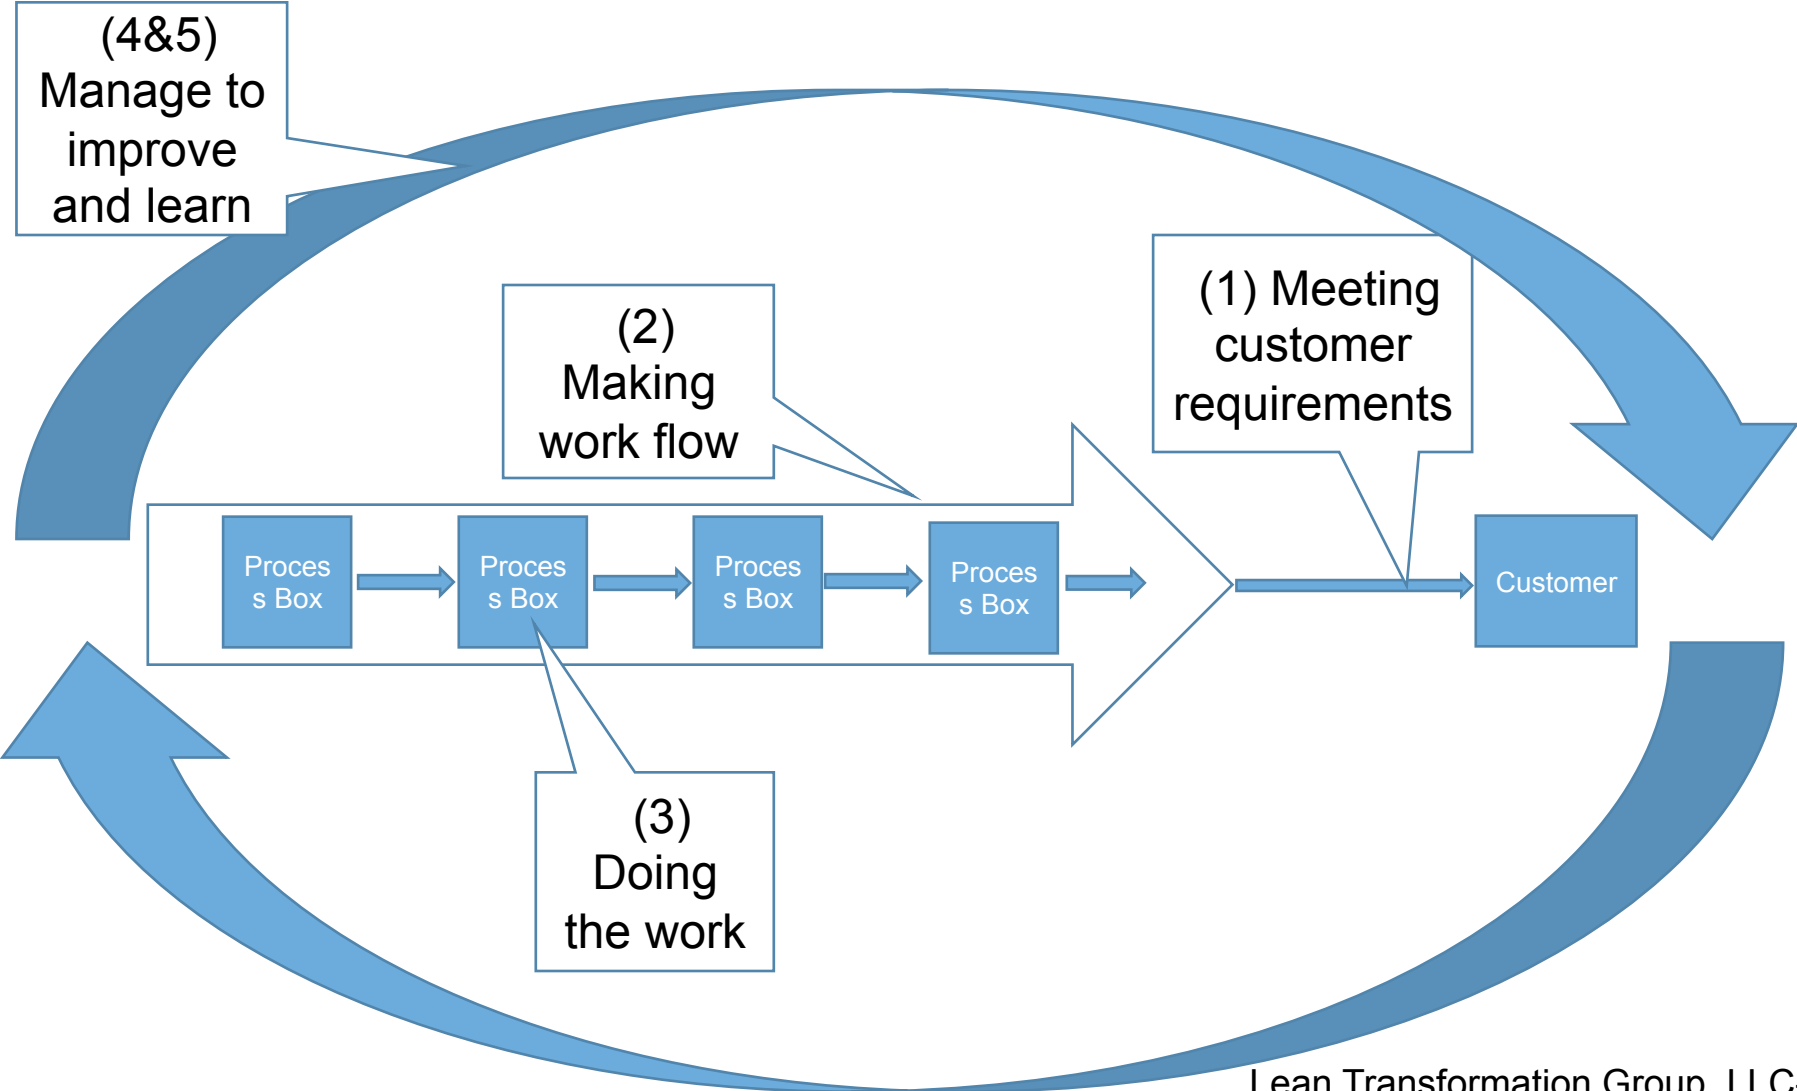 (4&5)
Manage to
improve
and learn
(1) Meeting
customer
requirements
(2)
Making
work flow
Proces
s Box
Proces
s Box
Proces
s Box
Proces
s Box
Customer
(3)
Doing
the work
Lean Transformation Group, LLC